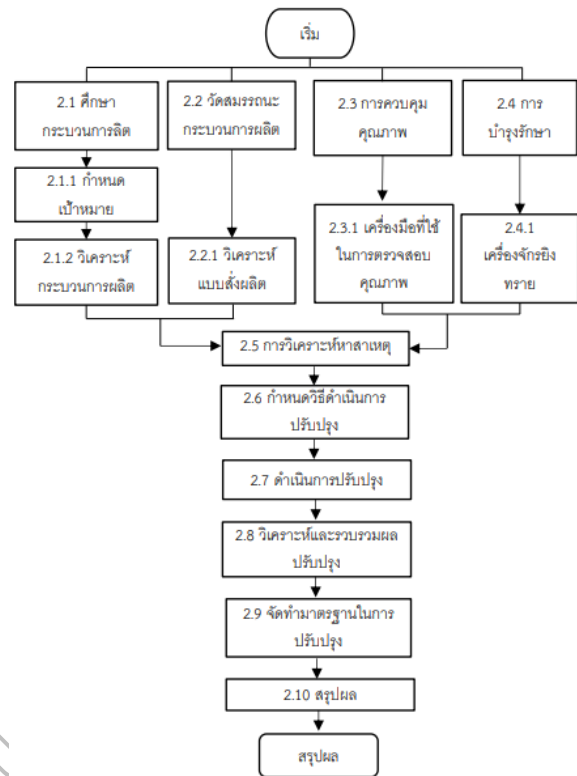 เริ่ม
2.1 ศึกษา
กระบวนการลิต
2.2 วัดสมรรถนะ
กระบวนการผลิต
2.3 การควบคุม
คุณภาพ
2.4 การ
บำรุงรักษา
2.1.1 กำหนด
เป้าหมาย
2.1.2 วิเคราะห์
กระบวนการผลิต
2.2.1 วิเคราะห์
แบบสั่งผลิต
2.3.1 เครื่องมือที่ใช้
ในการตรวจสอบ
คุณภาพ
2.4.1
เครื่องจักรยิง
ทราย
2.5 การวิเคราะห์หาสาเหตุ
2.6 กำหนดวิธีดำเนินการ
ปรับปรุง
2.7 ดำเนินการปรับปรุง
2.8 วิเคราะห์และรวบรวมผล
ปรับปรุง
2.9 จัดทำมาตรฐานในการ
ปรับปรุง
2.10 สรุปผล
สรุปผล